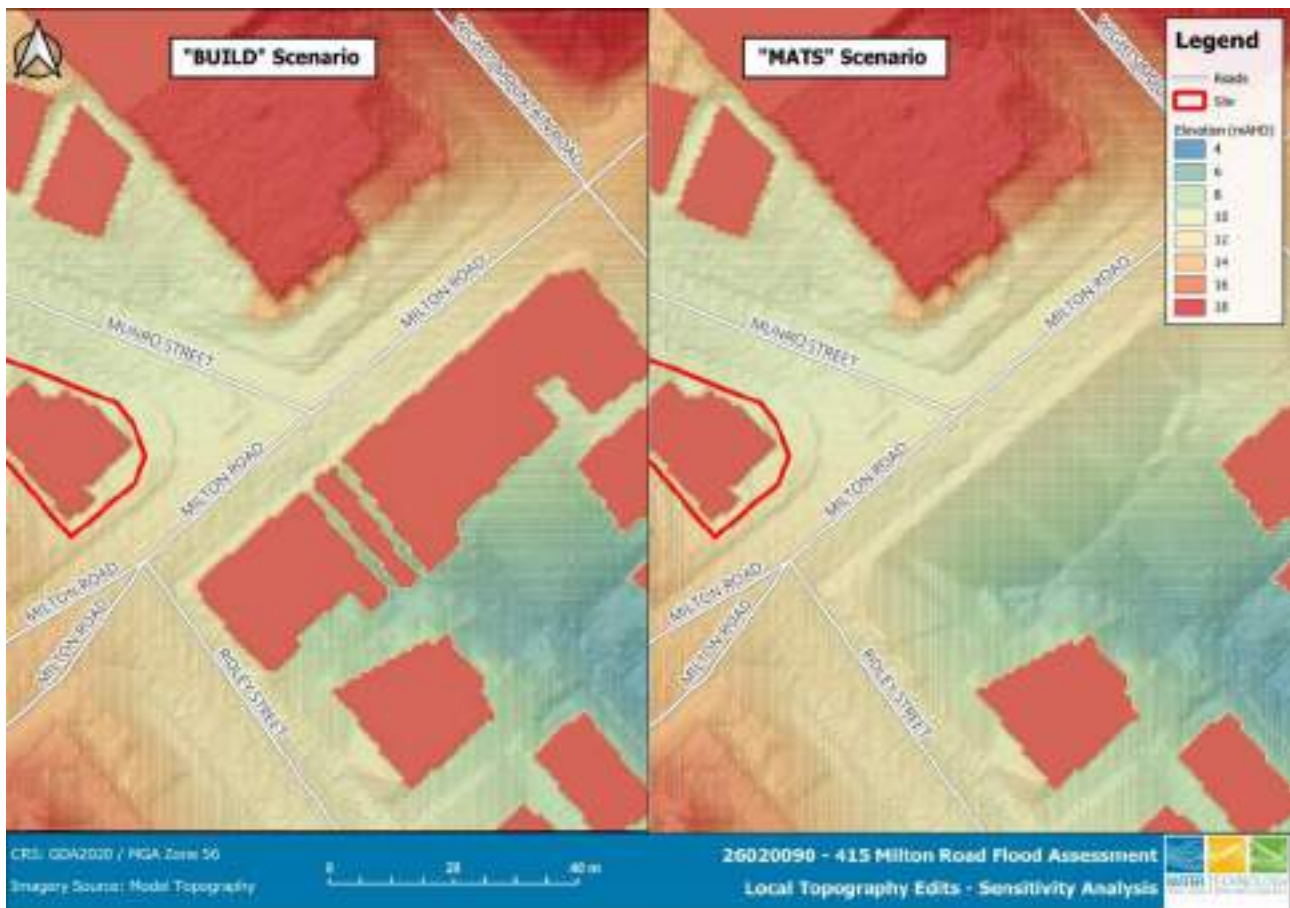 "BUILD" Scenario
"MATS" Scenario
Legend
Roads
Site
Elevation (mAHD)
4
6
8
10
12
14
16
18
MILTON ROAD
MUNRO STREET
MILTON ROAD
MILTON ROAD
MILTON ROAD
RIDLEY STREET
MILTON ROAD
MUNRO STREET
MILTON ROAD
MILTON ROAD
MILTON ROAD
RIDLEY STREET
CRS: GDA2020 / MGA Zone 56
Imagery Source: Model Topography
0 20 40 m
26020090 - 415 Milton Road Flood Assessment
Local Topography Edits - Sensitivity Analysis
WATER TECHNOLOGY